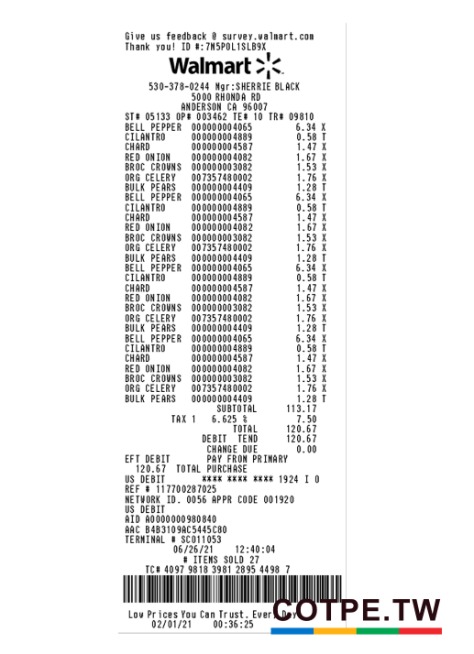 Give us feedback @ survey.walmart.com
Thank you! ID #:7N5P0L1SLB9X
Walmart
530-378-0244 Mgr:SHERRIE BLACK
5000 RHONDA RD
ANDERSON CA 96007
ST# 05133 OP# 003462 TE# 10 TR# 09810
BELL PEPPER 000000004065 6.34 X
CILANTRO 000000004889 0.58 T
CHARD 000000004587 1.47 X
RED ONION 000000004082 1.67 X
BROC CROWNS 000000003082 1.53 X
ORG CELERY 007357480002 1.76 X
BULK PEARS 000000004409 1.28 T
BELL PEPPER 000000004065 6.34 X
CILANTRO 000000004889 0.58 T
CHARD 000000004587 1.47 X
RED ONION 000000004082 1.67 X
BROC CROWNS 000000003082 1.53 X
ORG CELERY 007357480002 1.76 X
BULK PEARS 000000004409 1.28 T
BELL PEPPER 000000004065 6.34 X
CILANTRO 000000004889 0.58 T
CHARD 000000004587 1.47 X
RED ONION 000000004082 1.67 X
BROC CROWNS 000000003082 1.53 X
ORG CELERY 007357480002 1.76 X
BULK PEARS 000000004409 1.28 T
BELL PEPPER 000000004065 6.34 X
CILANTRO 000000004889 0.58 T
CHARD 000000004587 1.47 X
RED ONION 000000004082 1.67 X
BROC CROWNS 000000003082 1.53 X
ORG CELERY 007357480002 1.76 X
BULK PEARS 000000004409 1.28 T
SUBTOTAL 113.17
TAX 1 6.625 % 7.50
TOTAL 120.67
DEBIT TEND 120.67
CHANGE DUE 0.00
EFT DEBIT PAY FROM PRIMARY
120.67 TOTAL PURCHASE
US DEBIT **** **** **** 1924 I 0
REF # 117700287025
NETWORK ID. 0056 APPR CODE 001920
US DEBIT
AID A0000000980840
AAC B4B3109AC5445C80
TERMINAL # SC011053
06/26/21 12:40:04
# ITEMS SOLD 27
TC# 4097 9818 3981 2895 4498 7
Low Prices You Can Trust. Every Day.
02/01/21 00:36:25
COTPE.TW